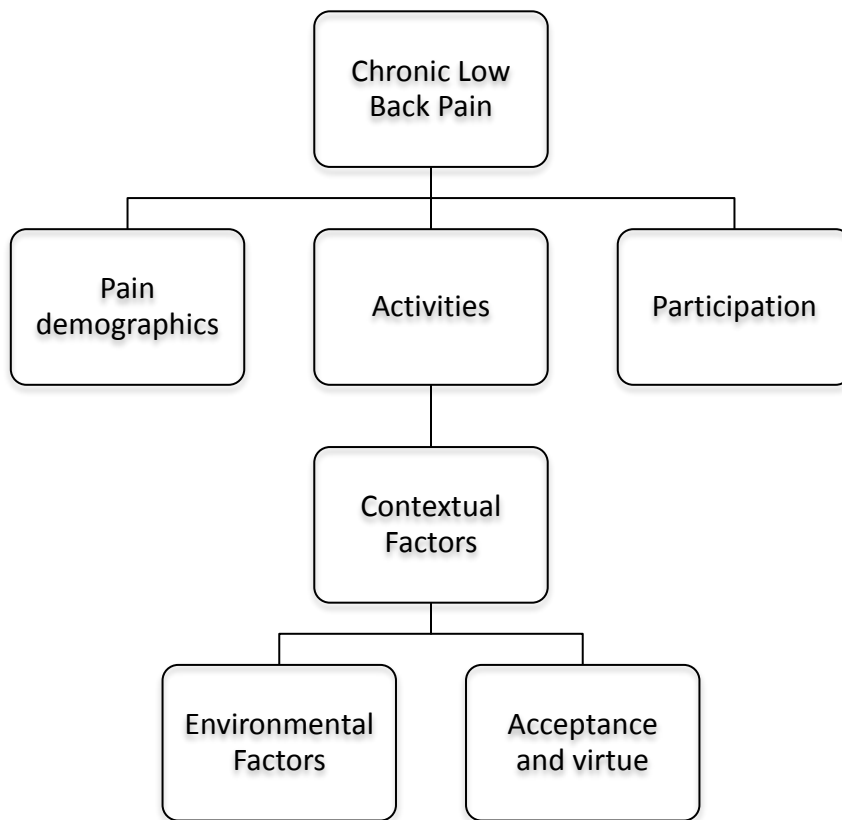 Chronic Low
Back Pain
Pain
demographics
Activities
Participation
Contextual
Factors
Environmental
Factors
Acceptance
and virtue